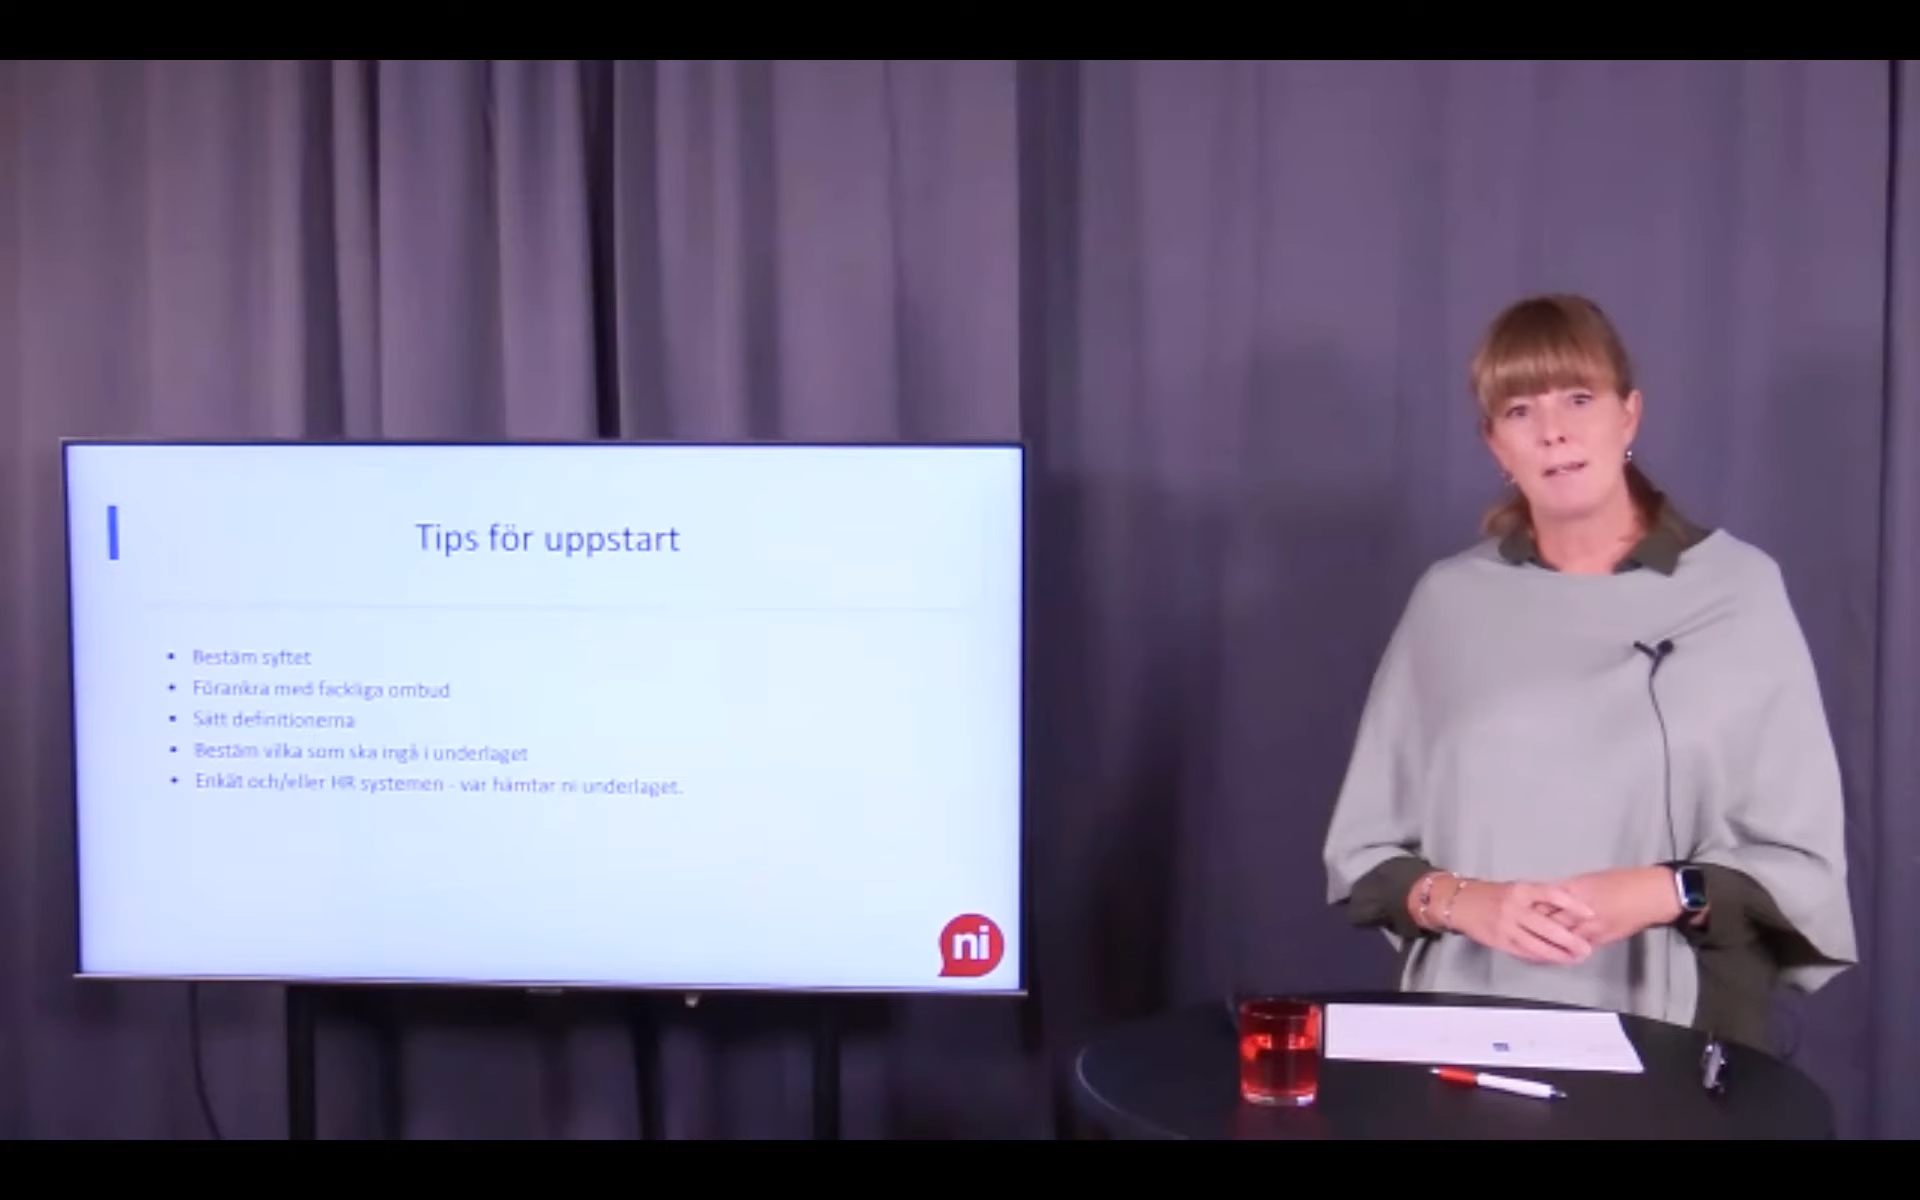 Tips för uppstart
• Bestäm syftet
• Förankra med fackliga ombud
• Sätt definitionerna
• Bestäm vilka som ska ingå i underlaget
• Enkät och/eller HR systemen - var hämtar ni underlaget.
ni